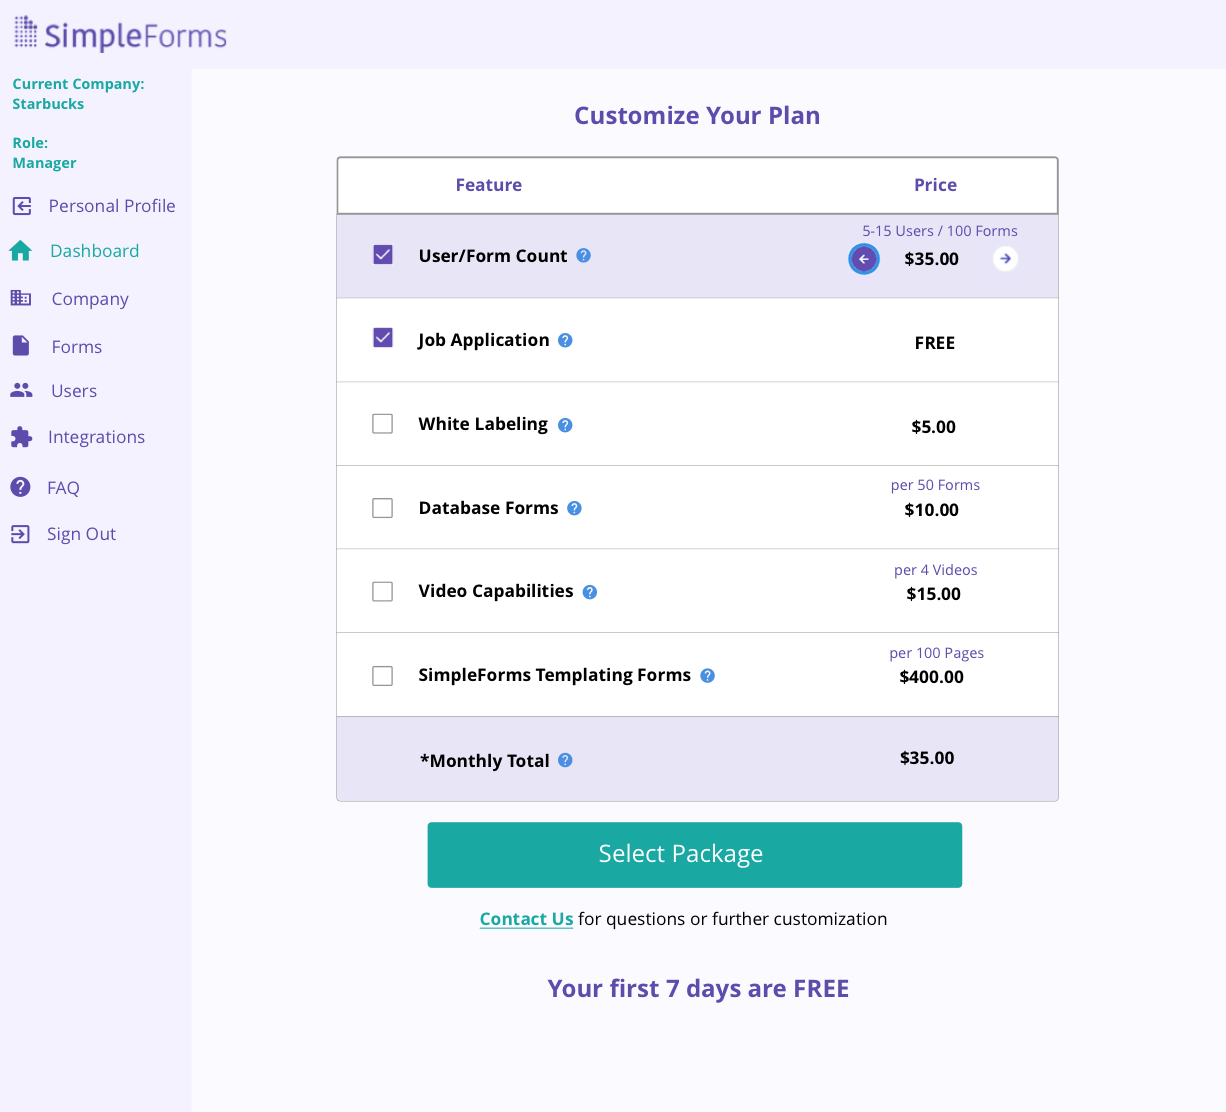 SimpleForms
Current Company:
Starbucks
Role:
Manager
Personal Profile
Dashboard
Company
Forms
Users
Integrations
FAQ
Sign Out
Customize Your Plan
Feature Price
5-15 Users / 100 Forms
User/Form Count ? $35.00
Job Application ? FREE
White Labeling ? $5.00
per 50 Forms
Database Forms ? $10.00
per 4 Videos
Video Capabilities ? $15.00
per 100 Pages
SimpleForms Templating Forms ? $400.00
*Monthly Total ? $35.00
Select Package
Contact Us for questions or further customization
Your first 7 days are FREE